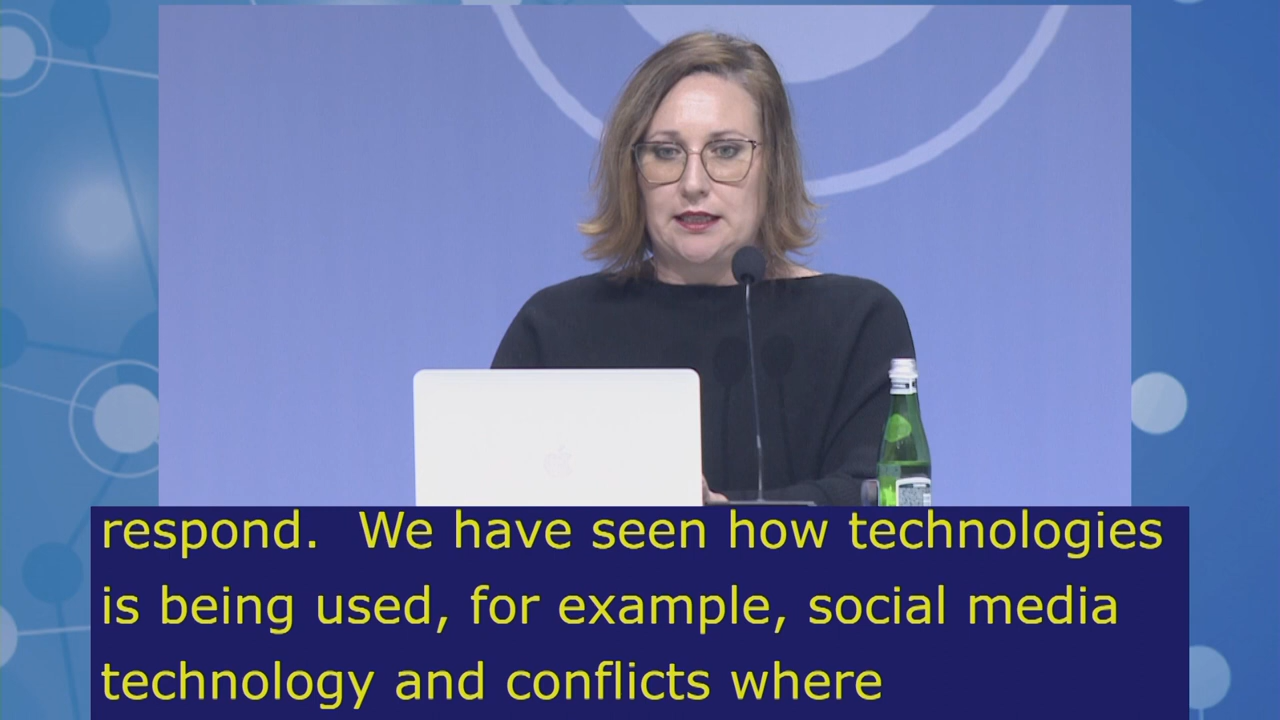 respond.  We have seen how technologies
is being used, for example, social media
technology and conflicts where